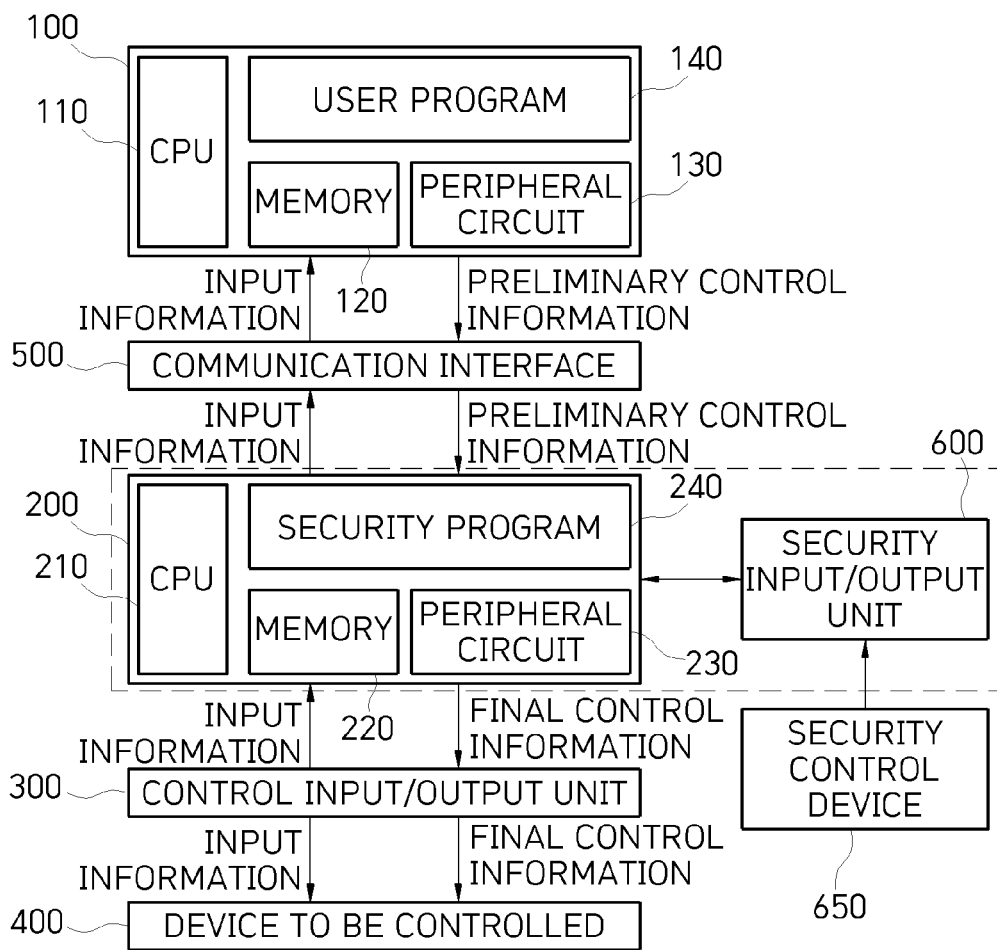 100
110
CPU
USER PROGRAM
140
MEMORY
PERIPHERAL
CIRCUIT
130
120
INPUT
INFORMATION
PRELIMINARY CONTROL
INFORMATION
500
COMMUNICATION INTERFACE
INPUT
INFORMATION
PRELIMINARY CONTROL
INFORMATION
200
210
CPU
SECURITY PROGRAM
240
MEMORY
PERIPHERAL
CIRCUIT
230
220
600
SECURITY
INPUT/OUTPUT
UNIT
INPUT
INFORMATION
FINAL CONTROL
INFORMATION
SECURITY
CONTROL
DEVICE
650
300
CONTROL INPUT/OUTPUT UNIT
INPUT
INFORMATION
FINAL CONTROL
INFORMATION
400
DEVICE TO BE CONTROLLED